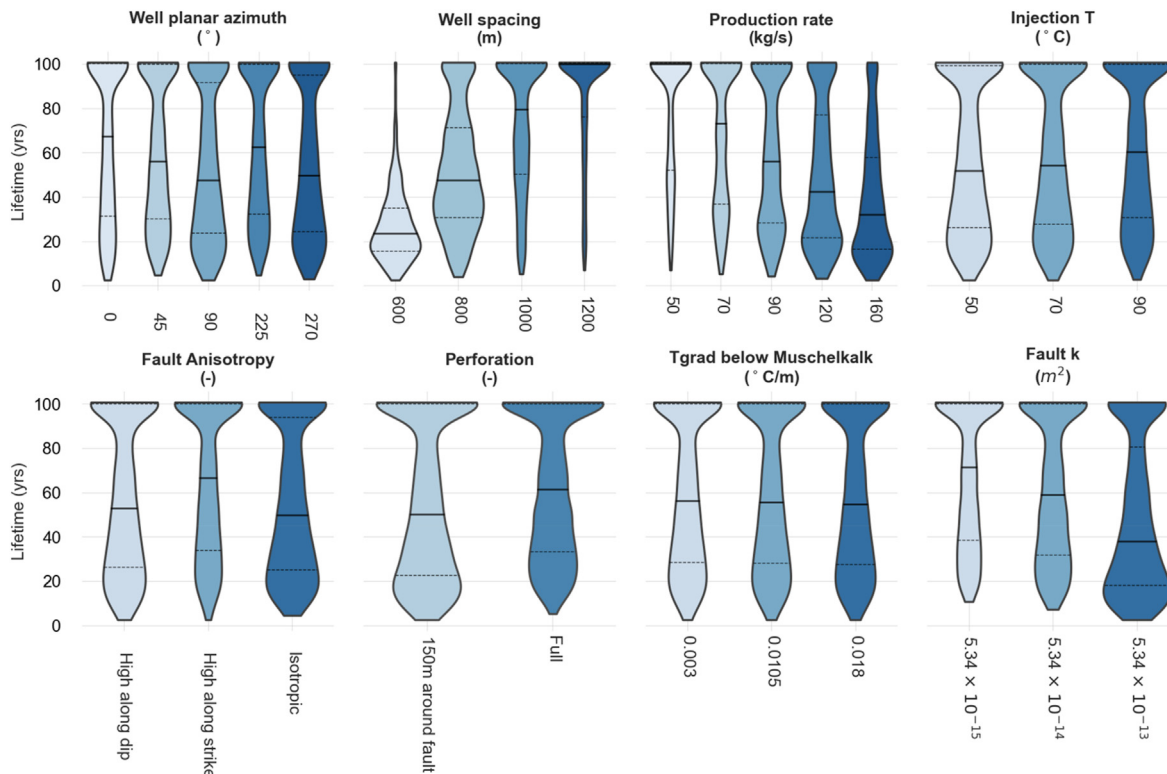 Well planar azimuth
(°)
Well spacing
(m)
Production rate
(kg/s)
Injection T
(°C)
Lifetime (yrs)
100
80
60
40
20
0
0
45
90
225
270
600
800
1000
1200
50
70
90
120
160
50
70
90
Fault Anisotropy
(-)
Perforation
(-)
Tgrad below Muschelkalk
(°C/m)
Fault k
(m²)
Lifetime (yrs)
100
80
60
40
20
0
High along dip
High along strike
Isotropic
150m around fault
Full
0.003
0.0105
0.018
5.34 × 10⁻¹⁵
5.34 × 10⁻¹⁴
5.34 × 10⁻¹³